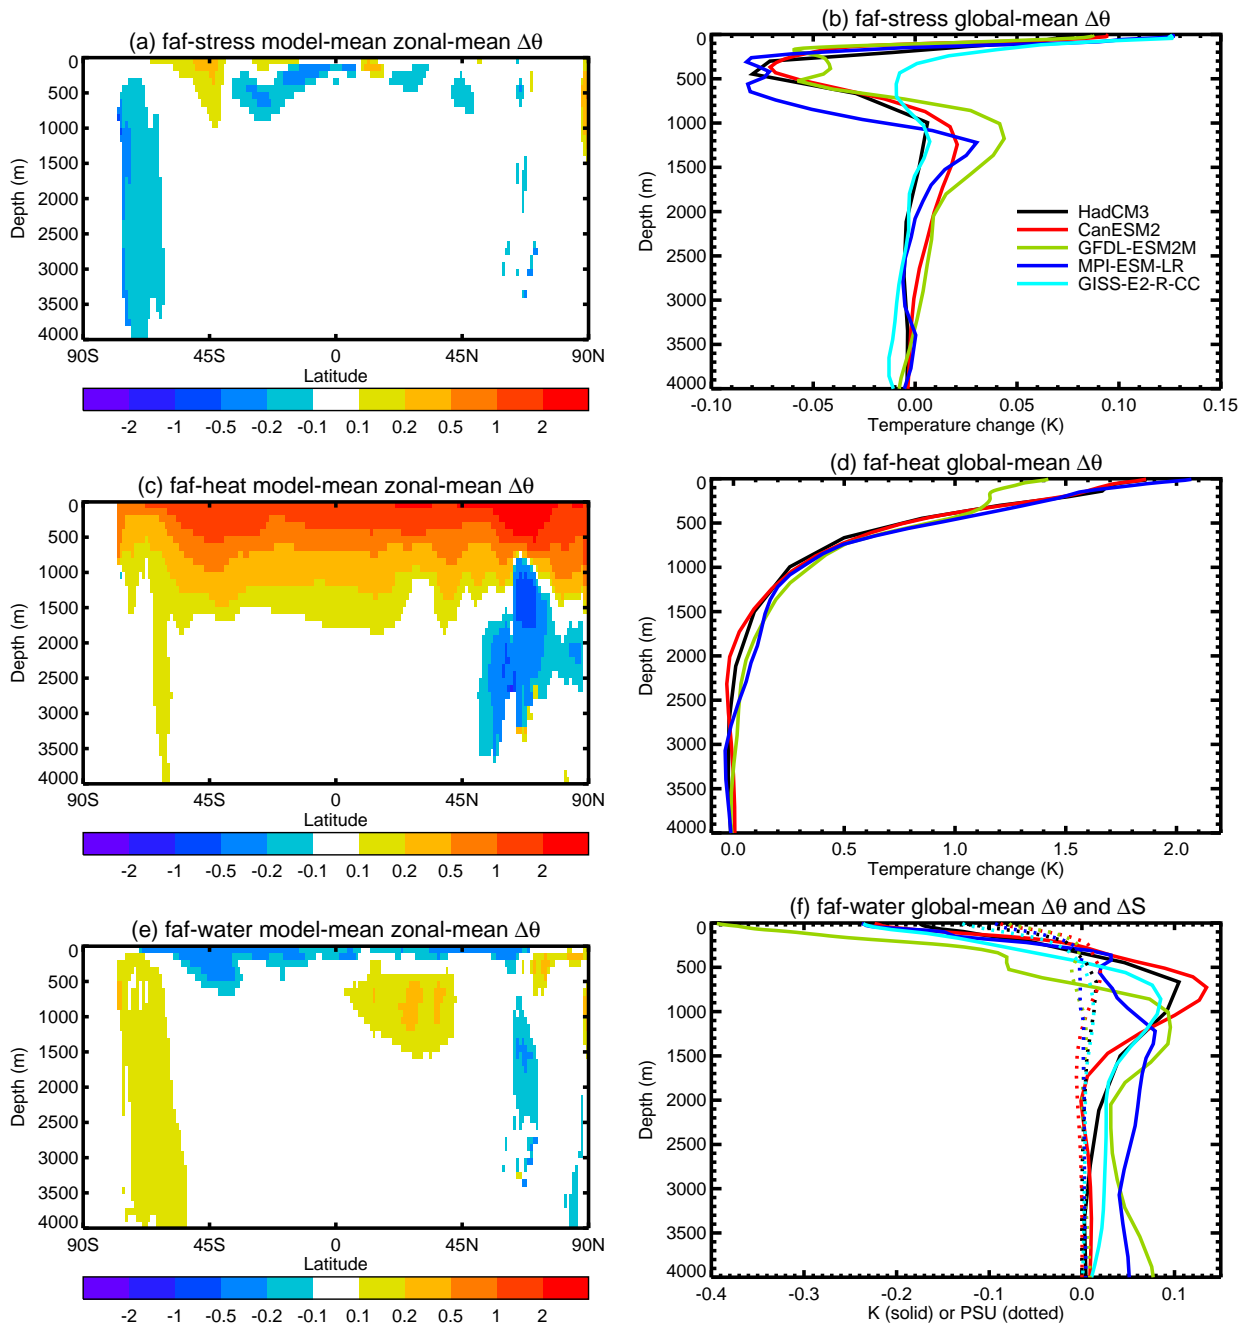 (a) faf-stress model-mean zonal-mean Δθ
0
500
1000
1500
2000
2500
3000
3500
4000
Depth (m)
90S 45S 0 45N 90N
Latitude
-2 -1 -0.5 -0.2 -0.1 0.1 0.2 0.5 1 2
(b) faf-stress global-mean Δθ
0
500
1000
1500
2000
2500
3000
3500
4000
Depth (m)
HadCM3
CanESM2
GFDL-ESM2M
MPI-ESM-LR
GISS-E2-R-CC
-0.10 -0.05 0.00 0.05 0.10 0.15
Temperature change (K)
(c) faf-heat model-mean zonal-mean Δθ
0
500
1000
1500
2000
2500
3000
3500
4000
Depth (m)
90S 45S 0 45N 90N
Latitude
-2 -1 -0.5 -0.2 -0.1 0.1 0.2 0.5 1 2
(d) faf-heat global-mean Δθ
0
500
1000
1500
2000
2500
3000
3500
4000
Depth (m)
0.0 0.5 1.0 1.5 2.0
Temperature change (K)
(e) faf-water model-mean zonal-mean Δθ
0
500
1000
1500
2000
2500
3000
3500
4000
Depth (m)
90S 45S 0 45N 90N
Latitude
-2 -1 -0.5 -0.2 -0.1 0.1 0.2 0.5 1 2
(f) faf-water global-mean Δθ and ΔS
0
500
1000
1500
2000
2500
3000
3500
4000
Depth (m)
-0.4 -0.3 -0.2 -0.1 0.0 0.1
K (solid) or PSU (dotted)